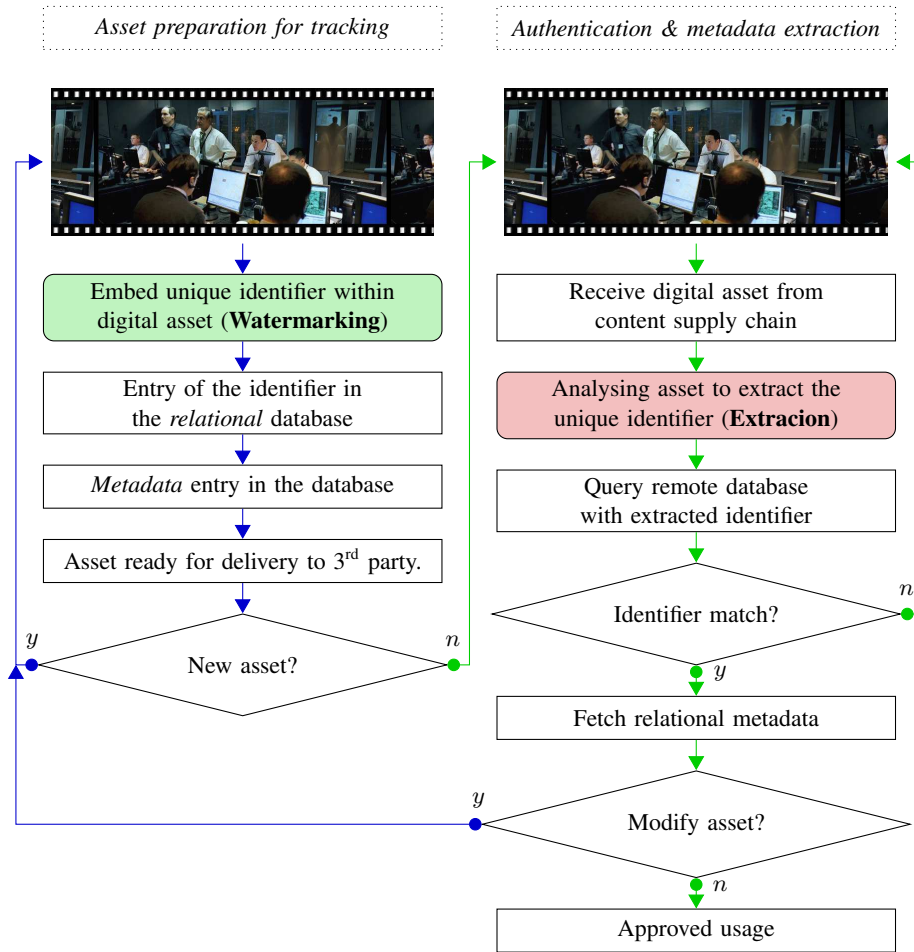 Asset preparation for tracking
Embed unique identifier within
digital asset (Watermarking)
Entry of the identifier in
the relational database
Metadata entry in the database
Asset ready for delivery to 3rd party.
y
New asset?
n
Authentication & metadata extraction
Receive digital asset from
content supply chain
Analysing asset to extract the
unique identifier (Extracion)
Query remote database
with extracted identifier
Identifier match?
n
y
Fetch relational metadata
y
Modify asset?
n
Approved usage